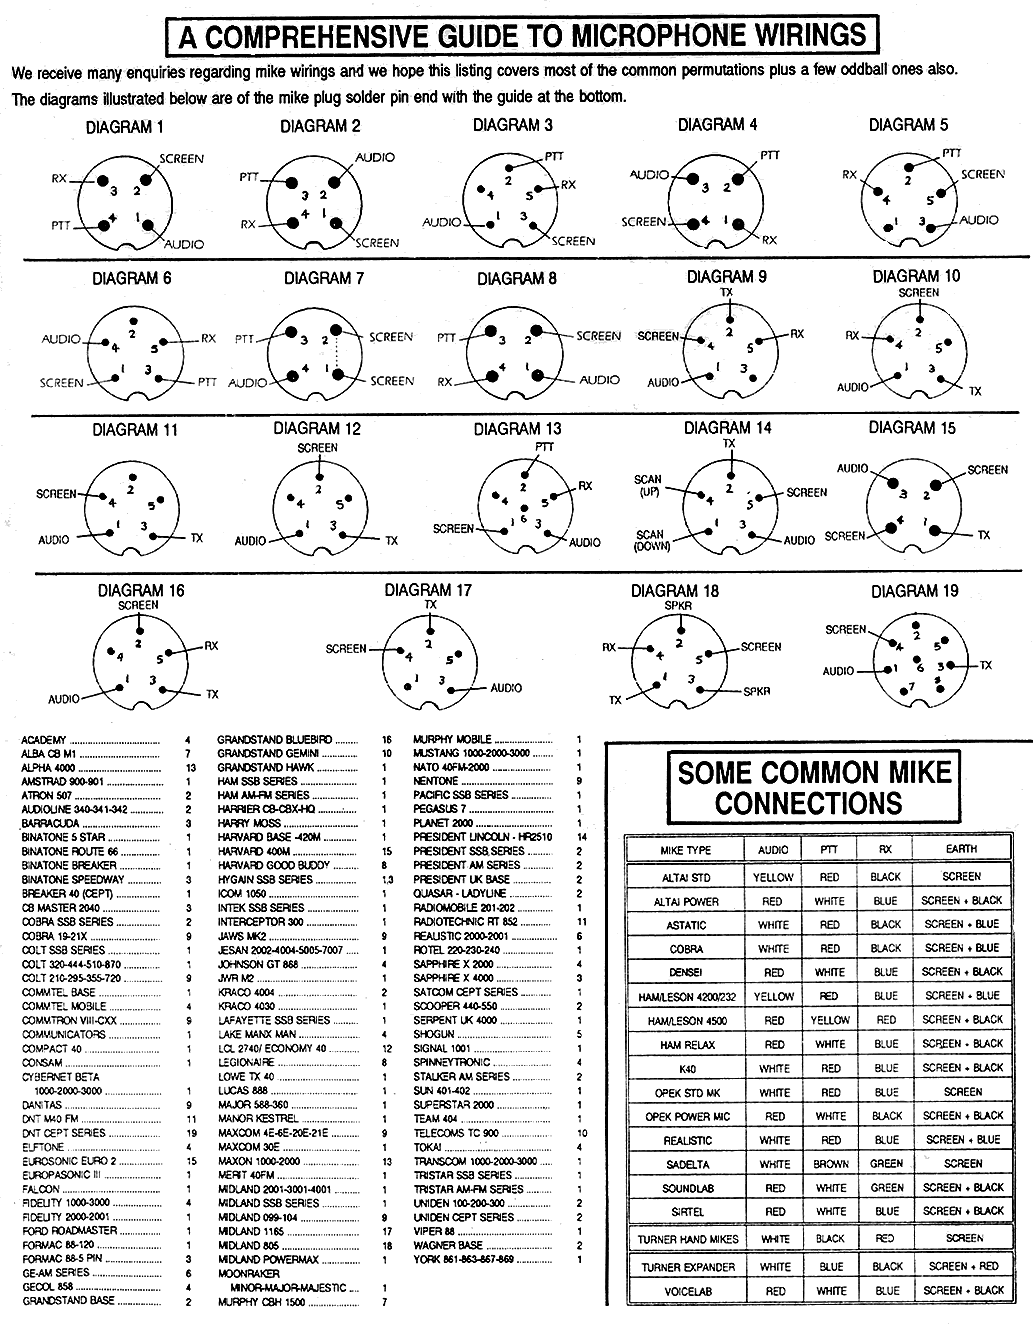 A COMPREHENSIVE GUIDE TO MICROPHONE WIRINGS
We receive many enquiries regarding mike wirings and we hope this listing covers most of the common permutations plus a few oddball ones also.
The diagrams illustrated below are of the mike plug solder pin end with the guide at the bottom.
DIAGRAM 1
RX SCREEN
3 2
4 1
PTT AUDIO
DIAGRAM 2
PTT AUDIO
3 2
4 1
RX SCREEN
DIAGRAM 3
PTT
2
4 5 RX
1 3
AUDIO SCREEN
DIAGRAM 4
AUDIO PTT
3 2
4 1
SCREEN RX
DIAGRAM 5
PTT
2
RX SCREEN
4 5
1 3 AUDIO
DIAGRAM 6
2
AUDIO 4 5 RX
1 3
SCREEN PTT
DIAGRAM 7
PTT 3 2 SCREEN
4 1
AUDIO SCREEN
DIAGRAM 8
PTT 3 2 SCREEN
4 1
RX AUDIO
DIAGRAM 9
TX
2
SCREEN 4 5 RX
1 3
AUDIO
DIAGRAM 10
SCREEN
2
RX 4 5
1 3
AUDIO TX
DIAGRAM 11
2
SCREEN 4 5
1 3
AUDIO TX
DIAGRAM 12
SCREEN
2
4 5
1 3
AUDIO TX
DIAGRAM 13
PTT
2
4 5 RX
1 6 3
SCREEN AUDIO
DIAGRAM 14
TX
2
SCAN (UP) 4 5 SCREEN
1 3
SCAN (DOWN) AUDIO
DIAGRAM 15
AUDIO SCREEN
3 2
4 1
SCREEN TX
DIAGRAM 16
SCREEN
2
4 5 RX
1 3
AUDIO TX
DIAGRAM 17
TX
2
SCREEN 4 5
1 3
AUDIO
DIAGRAM 18
SPKR
2
RX 4 5 SCREEN
1 3
TX SPKR
DIAGRAM 19
SCREEN 4 2 5
AUDIO 1 6 3 TX
7 8
ACADEMY 4
ALBA CB M1 7
ALPHA 4000 13
AMSTRAD 900-901 1
ATRON 507 2
AUDIOLINE 340-341-342 2
BARRACUDA 3
BINATONE 5 STAR 1
BINATONE ROUTE 66 1
BINATONE BREAKER 1
BINATONE SPEEDWAY 3
BREAKER 40 (CEPT) 1
CB MASTER 2040 3
COBRA SSB SERIES 2
COBRA 19-21X 9
COLT SSB SERIES 1
COLT 320-444-510-870 1
COLT 210-295-355-720 9
COMMTEL BASE 1
COMMTEL MOBILE 4
COMMTRON VIII-CXX 9
COMMUNICATORS 1
COMPACT 40 1
CONSAM 1
CYBERNET BETA
1000-2000-3000 1
DANITAS 9
DNT M40 FM 11
DNT CEPT SERIES 19
ELFTONE 4
EUROSONIC EURO 2 15
EUROPASONIC III 1
FALCON 1
FIDELITY 1000-3000 4
FIDELITY 2000-2001 1
FORD ROADMASTER 1
FORMAC 88-120 1
FORMAC 88-5 PIN 3
GE-AM SERIES 6
GECOL 858 4
GRANDSTAND BASE 2
GRANDSTAND BLUEBIRD 16
GRANDSTAND GEMINI 10
GRANDSTAND HAWK 1
HAM SSB SERIES 1
HAM AM-FM SERIES 1
HARRIER CB-CBX-HQ 1
HARRY MOSS 1
HARVARD BASE -420M 1
HARVARD 400M 15
HARVARD GOOD BUDDY 8
HYGAIN SSB SERIES 1,3
ICOM 1050 1
INTEK SSB SERIES 1
INTERCEPTOR 300 1
JAWS MK2 9
JESAN 2002-4004-5005-7007 1
JOHNSON GT 868 4
JWR M2 1
KRACO 4004 2
KRACO 4030 1
LAFAYETTE SSB SERIES 1
LAKE MANX MAN 4
LCL 2740/ ECONOMY 40 12
LEGIONAIRE 8
LOWE TX 40 1
LUCAS 888 1
MAJOR 588-360 1
MANOR KESTREL 1
MAXCOM 4E-6E-20E-21E 9
MAXCOM 30E 1
MAXON 1000-2000 13
MERIT 40FM 1
MIDLAND 2001-3001-4001 1
MIDLAND SSB SERIES 1
MIDLAND 099-104 9
MIDLAND 1165 17
MIDLAND 805 18
MIDLAND POWERMAX 1
MOONRAKER
MINOR-MAJOR-MAJESTIC 1
MURPHY CBH 1500 7
MURPHY MOBILE 1
MUSTANG 1000-2000-3000 1
NATO 40FM-2000 1
NENTONE 9
PACIFIC SSB SERIES 1
PEGASUS 7 1
PLANET 2000 1
PRESIDENT LINCOLN - HR2510 14
PRESIDENT SSB SERIES 2
PRESIDENT AM SERIES 2
PRESIDENT UK BASE 2
QUASAR - LADYLINE 2
RADIOMOBILE 201-202 1
RADIOTECHNIC RT 852 11
REALISTIC 2000-2001 6
ROTEL 220-230-240 1
SAPPHIRE X 2000 4
SAPPHIRE X 4000 3
SATCOM CEPT SERIES 1
SCOOPER 440-550 2
SERPENT UK 4000 1
SHOGUN 5
SIGNAL 1001 1
SPINNEYTRONIC 4
STALKER AM SERIES 2
SUN 401-402 1
SUPERSTAR 2000 1
TEAM 404 1
TELECOMS TC 900 10
TOKAI 4
TRANSCOM 1000-2000-3000 1
TRISTAR SSB SERIES 1
TRISTAR AM-FM SERIES 1
UNIDEN 100-200-300 2
UNIDEN CEPT SERIES 2
VIPER 88 1
WAGNER BASE 2
YORK 861-863-867-869 1
SOME COMMON MIKE CONNECTIONS
MIKE TYPE AUDIO PTT RX EARTH
ALTAI STD YELLOW RED BLACK SCREEN
ALTAI POWER RED WHITE BLUE SCREEN + BLACK
ASTATIC WHITE RED BLACK SCREEN + BLUE
COBRA WHITE RED BLACK SCREEN + BLUE
DENSEI RED WHITE BLUE SCREEN + BLACK
HAM/LESON 4200/232 YELLOW RED BLUE SCREEN + BLUE
HAM/LESON 4500 RED YELLOW RED SCREEN + BLACK
HAM RELAX WHITE RED BLUE SCREEN + BLACK
K40 WHITE RED BLUE SCREEN + BLACK
OPEK STD MK WHITE RED BLUE SCREEN
OPEK POWER MIC RED WHITE BLACK SCREEN + BLACK
REALISTIC WHITE RED BLUE SCREEN + BLUE
SADELTA WHITE BROWN GREEN SCREEN
SOUNDLAB RED WHITE GREEN SCREEN + BLACK
SIRTEL RED WHITE BLUE SCREEN + BLACK
TURNER HAND MIKES WHITE BLACK RED SCREEN
TURNER EXPANDER WHITE BLUE BLACK SCREEN + RED
VOICELAB RED WHITE BLUE SCREEN + BLACK